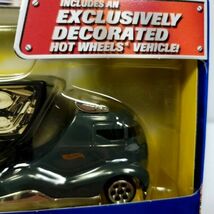 INCLUDES AN
EXCLUSIVELY
DECORATED
HOT WHEELS® VEHICLE!